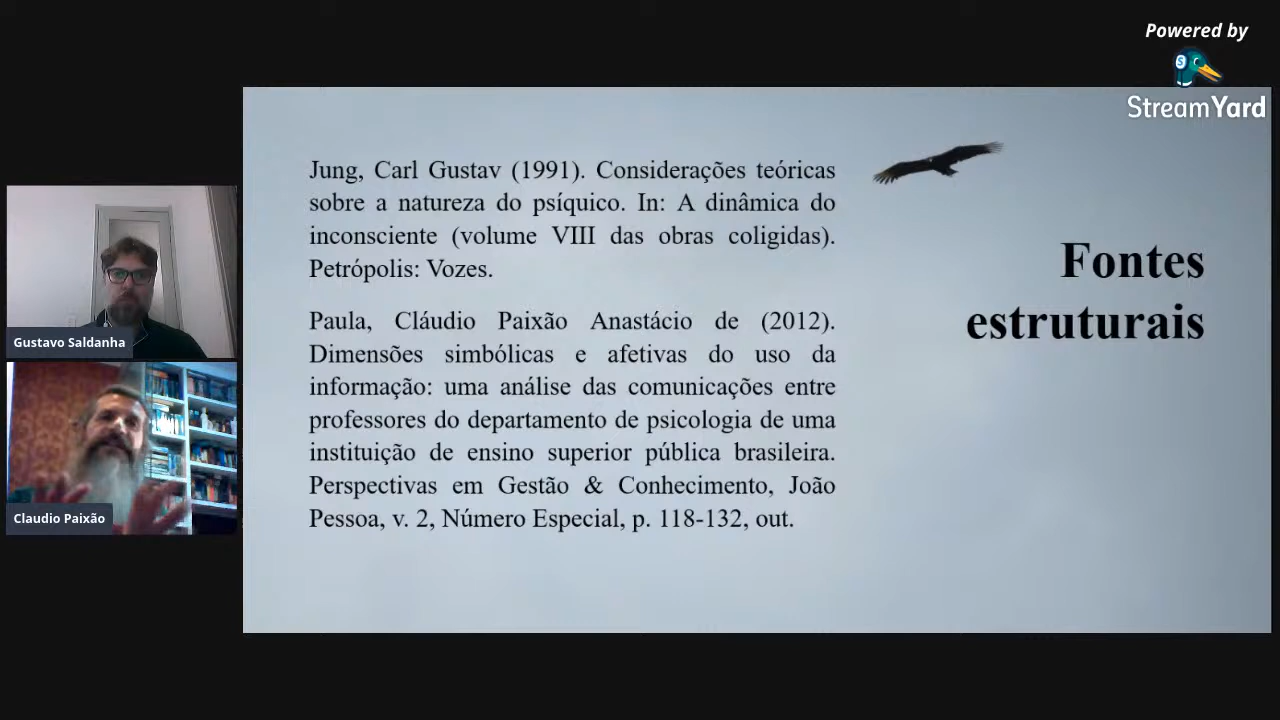 Powered by
StreamYard
Jung, Carl Gustav (1991). Considerações teóricas
sobre a natureza do psíquico. In: A dinâmica do
inconsciente (volume VIII das obras coligidas).
Petrópolis: Vozes.
Paula, Cláudio Paixão Anastácio de (2012).
Dimensões simbólicas e afetivas do uso da
informação: uma análise das comunicações entre
professores do departamento de psicologia de uma
instituição de ensino superior pública brasileira.
Perspectivas em Gestão & Conhecimento, João
Pessoa, v. 2, Número Especial, p. 118-132, out.
Fontes
estruturais
Gustavo Saldanha
Claudio Paixão